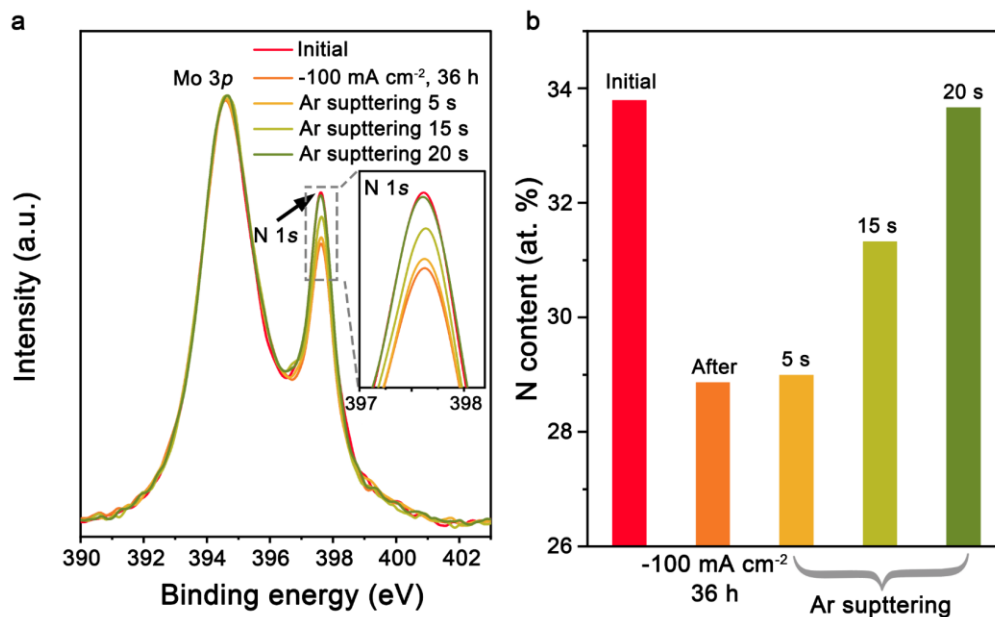 a
Intensity (a.u.)
Mo 3p
Initial
-100 mA cm⁻², 36 h
Ar supttering 5 s
Ar supttering 15 s
Ar supttering 20 s
N 1s
N 1s
397 398
390 392 394 396 398 400 402
Binding energy (eV)
b
N content (at. %)
34
32
30
28
26
Initial
After
5 s
15 s
20 s
-100 mA cm⁻²
36 h
Ar supttering